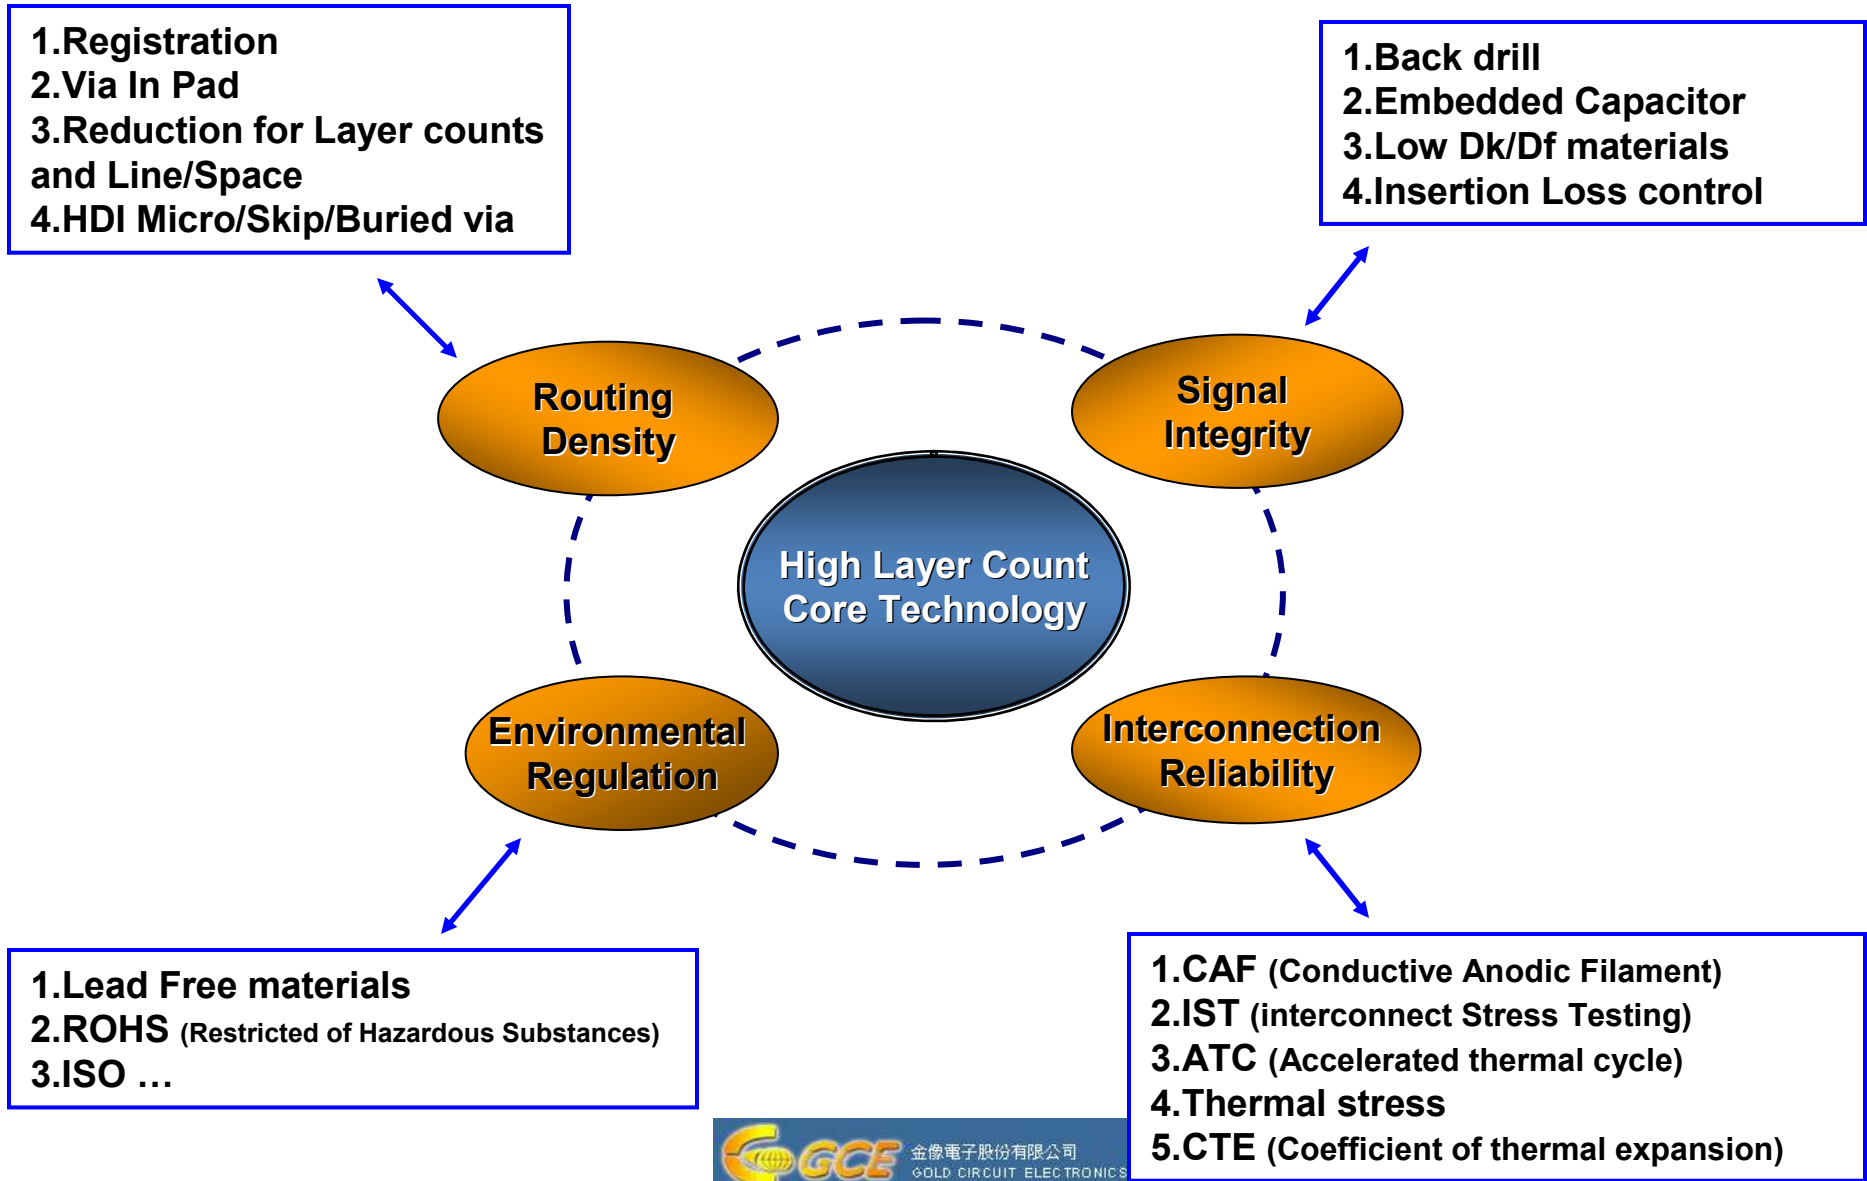 1.Registration
2.Via In Pad
3.Reduction for Layer counts
and Line/Space
4.HDI Micro/Skip/Buried via
1.Back drill
2.Embedded Capacitor
3.Low Dk/Df materials
4.Insertion Loss control
Routing
Density
Signal
Integrity
High Layer Count
Core Technology
Environmental
Regulation
Interconnection
Reliability
1.Lead Free materials
2.ROHS (Restricted of Hazardous Substances)
3.ISO …
1.CAF (Conductive Anodic Filament)
2.IST (interconnect Stress Testing)
3.ATC (Accelerated thermal cycle)
4.Thermal stress
5.CTE (Coefficient of thermal expansion)
GCE
金像電子股份有限公司
GOLD CIRCUIT ELECTRONICS